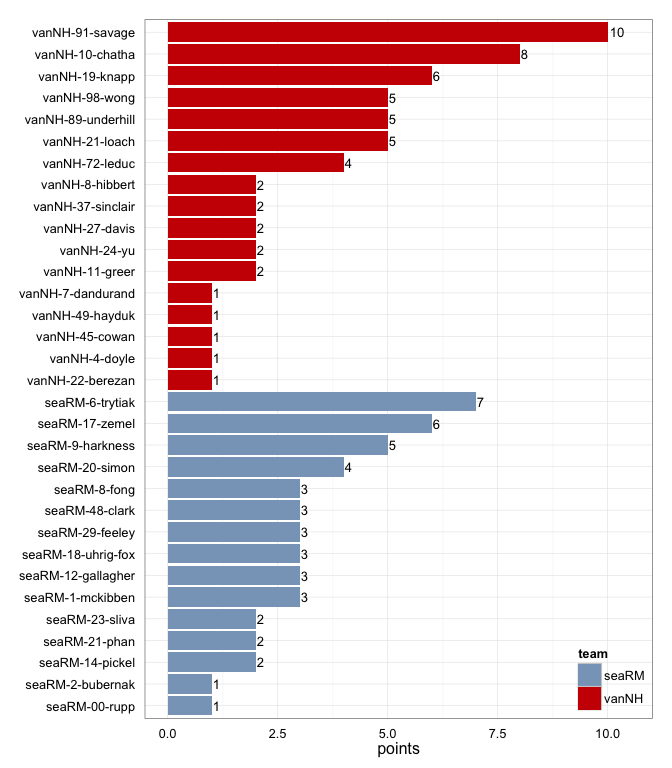 vanNH-91-savage 10
vanNH-10-chatha 8
vanNH-19-knapp 6
vanNH-98-wong 5
vanNH-89-underhill 5
vanNH-21-loach 5
vanNH-72-leduc 4
vanNH-8-hibbert 2
vanNH-37-sinclair 2
vanNH-27-davis 2
vanNH-24-yu 2
vanNH-11-greer 2
vanNH-7-dandurand 1
vanNH-49-hayduk 1
vanNH-45-cowan 1
vanNH-4-doyle 1
vanNH-22-berezan 1
seaRM-6-trytiak 7
seaRM-17-zemel 6
seaRM-9-harkness 5
seaRM-20-simon 4
seaRM-8-fong 3
seaRM-48-clark 3
seaRM-29-feeley 3
seaRM-18-uhrig-fox 3
seaRM-12-gallagher 3
seaRM-1-mckibben 3
seaRM-23-sliva 2
seaRM-21-phan 2
seaRM-14-pickel 2
seaRM-2-bubernak 1
seaRM-00-rupp 1
team
seaRM
vanNH
0.0 2.5 5.0 7.5 10.0
points